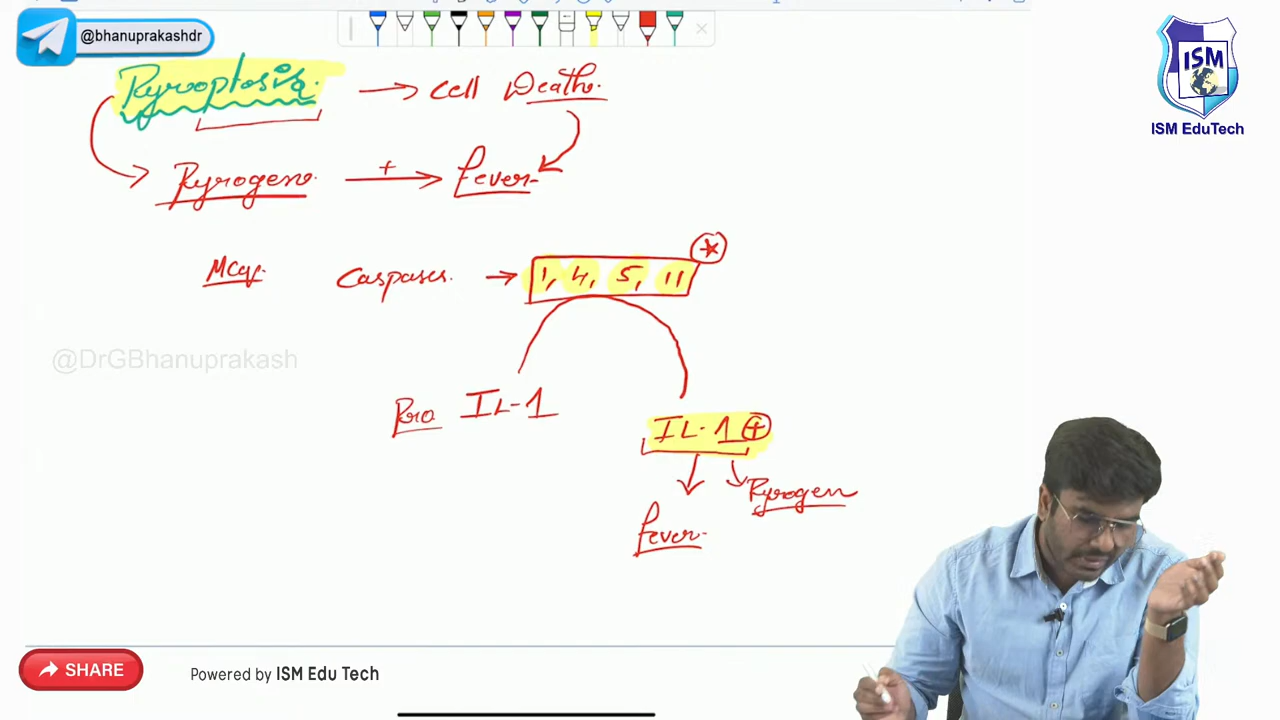 @bhanuprakashdr
ISM
ISM EduTech
Pyroptosis. → Cell Death.
Pyrogens. + → Fever
MCQ. Caspases. → 1, 4, 5, 11 *
@DrGBhanuprakash
Pro IL-1
IL-1 +
Pyrogen
Fever
SHARE
Powered by ISM Edu Tech